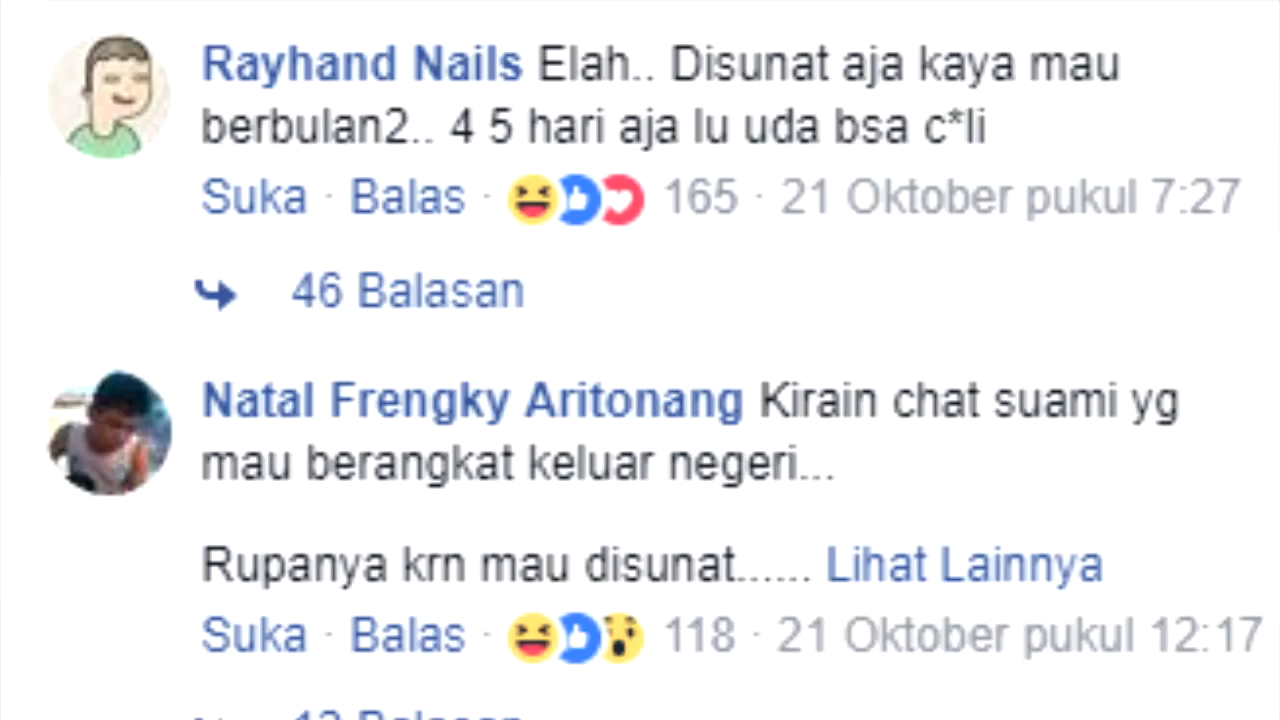 Rayhand Nails Elah.. Disunat aja kaya mau
berbulan2.. 4 5 hari aja lu uda bsa c*li
Suka · Balas · 165 · 21 Oktober pukul 7:27
46 Balasan
Natal Frengky Aritonang Kirain chat suami yg
mau berangkat keluar negeri...
Rupanya krn mau disunat...... Lihat Lainnya
Suka · Balas · 118 · 21 Oktober pukul 12:17